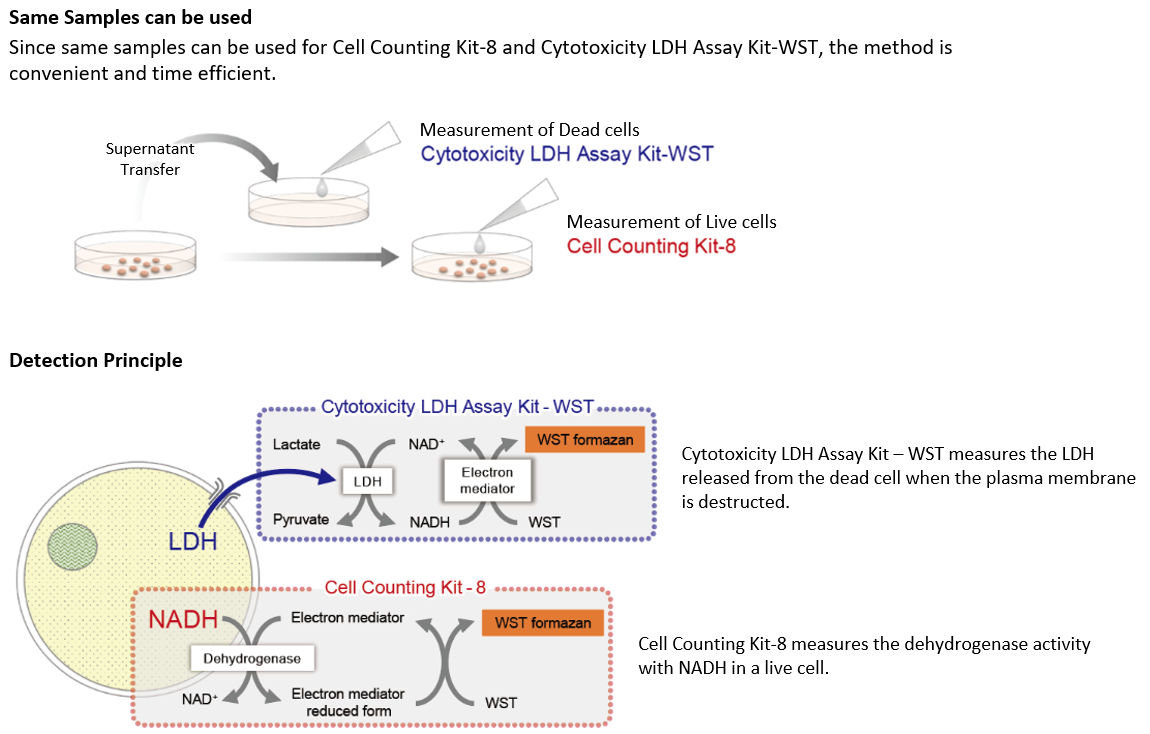 Same Samples can be used
Since same samples can be used for Cell Counting Kit-8 and Cytotoxicity LDH Assay Kit-WST, the method is
convenient and time efficient.
Supernatant
Transfer
Measurement of Dead cells
Cytotoxicity LDH Assay Kit-WST
Measurement of Live cells
Cell Counting Kit-8
Detection Principle
Cytotoxicity LDH Assay Kit - WST
Lactate
NAD+
WST formazan
LDH
Electron
mediator
Pyruvate
NADH
WST
LDH
Cytotoxicity LDH Assay Kit – WST measures the LDH
released from the dead cell when the plasma membrane
is destructed.
Cell Counting Kit - 8
NADH
Electron mediator
WST formazan
Dehydrogenase
NAD+
Electron mediator
reduced form
WST
Cell Counting Kit-8 measures the dehydrogenase activity
with NADH in a live cell.